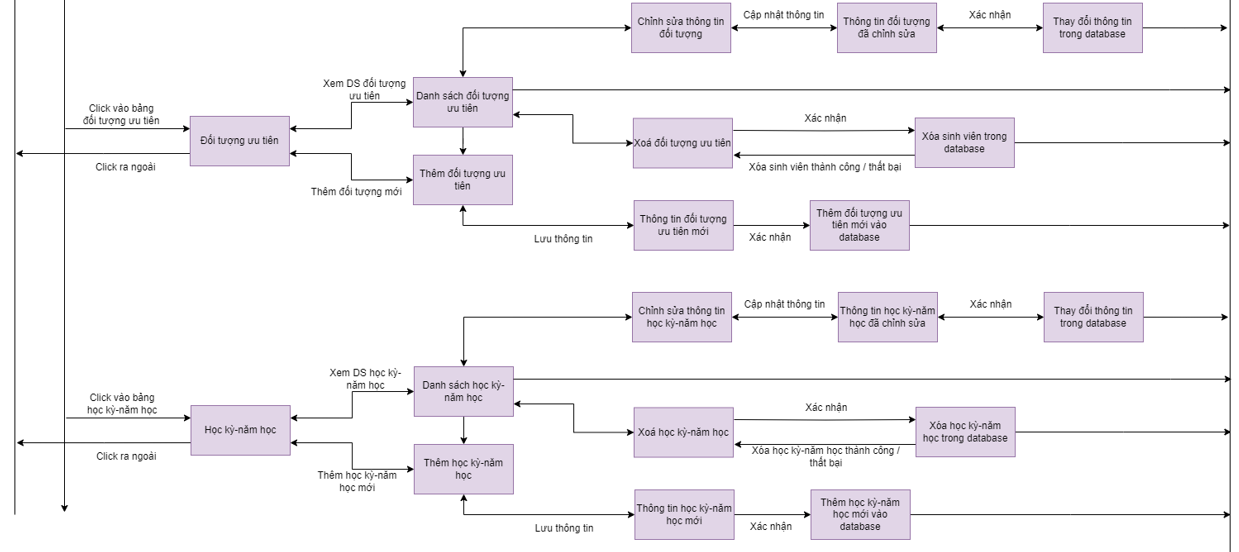 Chỉnh sửa thông tin
đối tượng
Cập nhật thông tin
Thông tin đối tượng
đã chỉnh sửa
Xác nhận
Thay đổi thông tin
trong database
Xem DS đối tượng
ưu tiên
Danh sách đối tượng
ưu tiên
Click vào bảng
đối tượng ưu tiên
Đối tượng ưu tiên
Click ra ngoài
Xoá đối tượng ưu tiên
Xác nhận
Xóa sinh viên trong
database
Xóa sinh viên thành công / thất bại
Thêm đối tượng mới
Thêm đối tượng ưu
tiên
Lưu thông tin
Thông tin đối tượng
ưu tiên mới
Xác nhận
Thêm đối tượng ưu
tiên mới vào
database
Chỉnh sửa thông tin
học kỳ-năm học
Cập nhật thông tin
Thông tin học kỳ-năm
học đã chỉnh sửa
Xác nhận
Thay đổi thông tin
trong database
Xem DS học kỳ-
năm học
Danh sách học kỳ-
năm học
Click vào bảng
học kỳ-năm học
Học kỳ-năm học
Click ra ngoài
Xoá học kỳ-năm học
Xác nhận
Xóa học kỳ-năm
học trong database
Xóa học kỳ-năm học thành công /
thất bại
Thêm học kỳ-năm
học mới
Thêm học kỳ-năm
học
Lưu thông tin
Thông tin học kỳ-năm
học mới
Xác nhận
Thêm học kỳ-năm
học mới vào
database